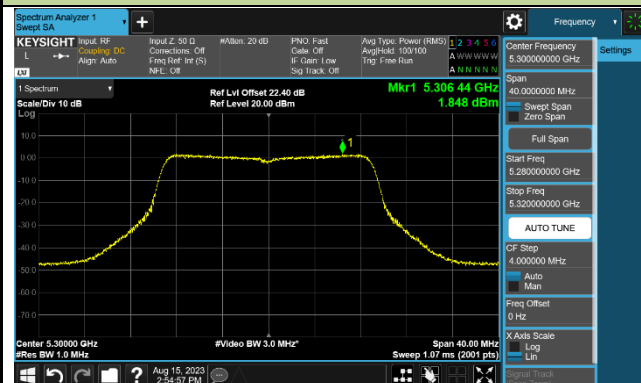 Spectrum Analyzer 1
Swept SA
+
Frequency
KEYSIGHT
L
LXI
Input: RF
Coupling: DC
Align: Auto
Input Z: 50 Ω
Corrections: Off
Freq Ref: Int (S)
NFE: Off
#Atten: 20 dB
PNO: Fast
Gate: Off
IF Gain: Low
Sig Track: Off
Avg Type: Power (RMS)
Avg|Hold: 100/100
Trig: Free Run
1 2 3 4 5 6
A W W W W W
A N N N N N
1 Spectrum
Scale/Div 10 dB
Log
Ref Lvl Offset 22.40 dB
Ref Level 20.00 dBm
Mkr1 5.306 44 GHz
1.848 dBm
10.0
0.00
-10.0
-20.0
-30.0
-40.0
-50.0
-60.0
-70.0
1
Center 5.30000 GHz
#Res BW 1.0 MHz
#Video BW 3.0 MHz*
Span 40.00 MHz
Sweep 1.07 ms (2001 pts)
Center Frequency
5.300000000 GHz
Span
40.0000000 MHz
Swept Span
Zero Span
Full Span
Start Freq
5.280000000 GHz
Stop Freq
5.320000000 GHz
AUTO TUNE
CF Step
4.000000 MHz
Auto
Man
Freq Offset
0 Hz
X Axis Scale
Log
Lin
Signal Track
Settings
?
Aug 15, 2023
2:54:57 PM